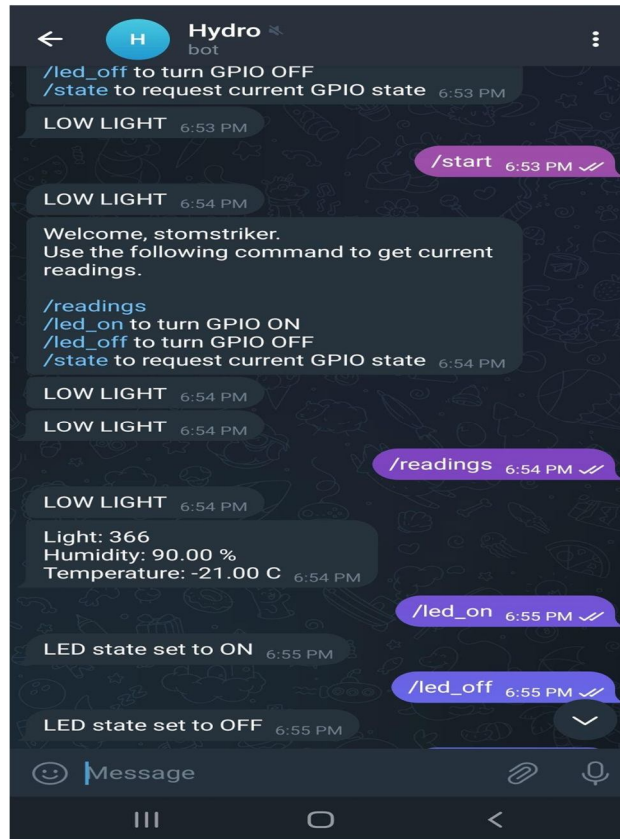 H
Hydro
bot
/led_off to turn GPIO OFF
/state to request current GPIO state 6:53 PM
LOW LIGHT 6:53 PM
/start 6:53 PM
LOW LIGHT 6:54 PM
Welcome, stomstriker.
Use the following command to get current
readings.
/readings
/led_on to turn GPIO ON
/led_off to turn GPIO OFF
/state to request current GPIO state 6:54 PM
LOW LIGHT 6:54 PM
LOW LIGHT 6:54 PM
/readings 6:54 PM
LOW LIGHT 6:54 PM
Light: 366
Humidity: 90.00 %
Temperature: -21.00 C 6:54 PM
/led_on 6:55 PM
LED state set to ON 6:55 PM
/led_off 6:55 PM
LED state set to OFF 6:55 PM
Message